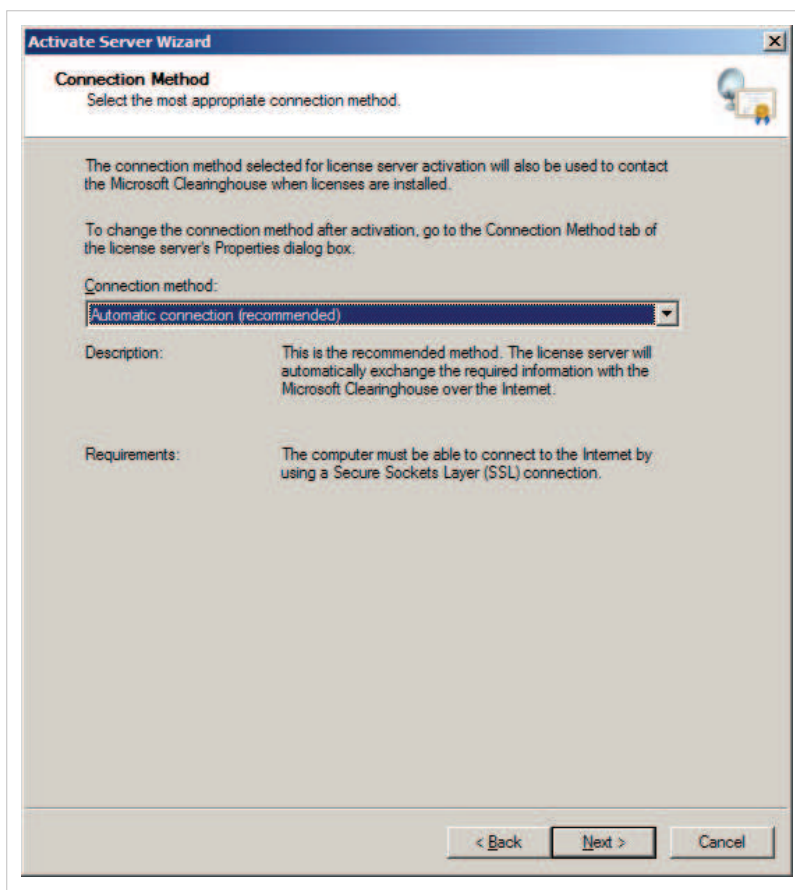 Activate Server Wizard
Connection Method
Select the most appropriate connection method.
The connection method selected for license server activation will also be used to contact
the Microsoft Clearinghouse when licenses are installed.
To change the connection method after activation, go to the Connection Method tab of
the license server's Properties dialog box.
Connection method:
Automatic connection (recommended)
Description:
This is the recommended method. The license server will
automatically exchange the required information with the
Microsoft Clearinghouse over the Internet.
Requirements:
The computer must be able to connect to the Internet by
using a Secure Sockets Layer (SSL) connection.
< Back
Next >
Cancel